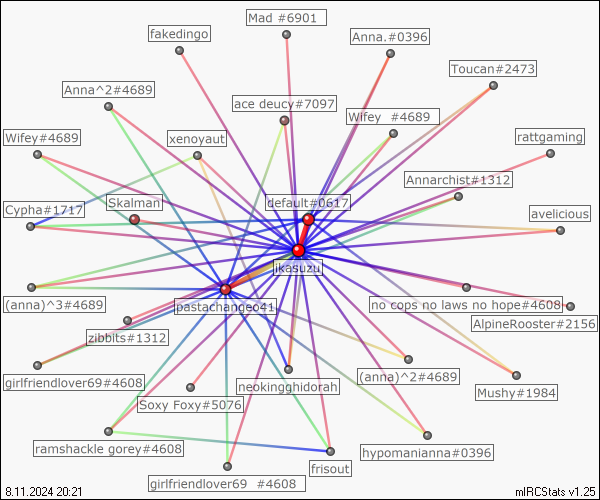 Mad #6901
fakedingo
Anna.#0396
Toucan#2473
Anna^2#4689
ace deucy#7097
Wifey #4689
Wifey#4689
xenoyaut
rattgaming
Annarchist#1312
Skalman
default#0617
Cypha#1717
avelicious
jkasuzu
(anna)^3#4689
pastachangeo41
no cops no laws no hope#4608
AlpineRooster#2156
zibbits#1312
girlfriendlover69#4608
neokingghidorah
(anna)^2#4689
Mushy#1984
Soxy Foxy#5076
ramshackle gorey#4608
hypomanianna#0396
frisout
girlfriendlover69 #4608
8.11.2024 20:21
mIRCStats v1.25